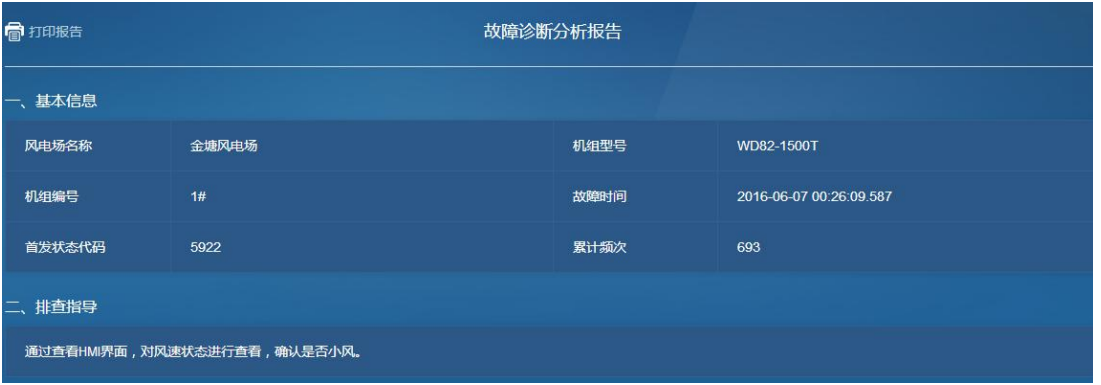 打印报告
故障诊断分析报告
一、基本信息
风电场名称 金塘风电场 机组型号 WD82-1500T
机组编号 1# 故障时间 2016-06-07 00:26:09.587
首发状态代码 5922 累计频次 693
二、排查指导
通过查看HMI界面，对风速状态进行查看，确认是否小风。